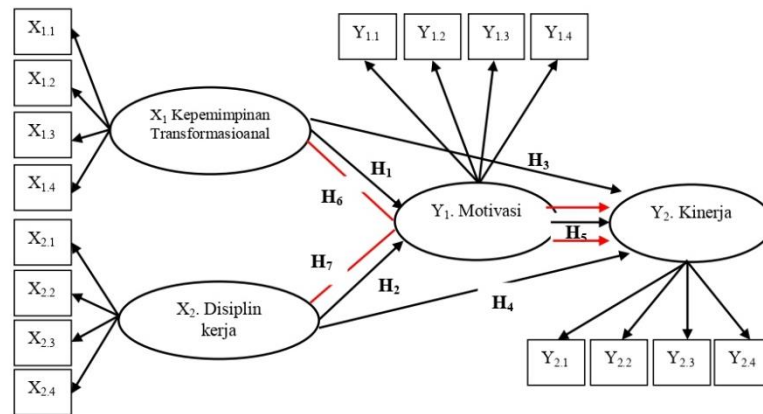 X1.1
X1.2
X1.3
X1.4
Y1.1
Y1.2
Y1.3
Y1.4
X1 Kepemimpinan
Transformasioanal
H1
H3
H6
Y1. Motivasi
Y2. Kinerja
H5
X2.1
X2.2
X2.3
X2.4
H7
H2
H4
X2. Disiplin
kerja
Y2.1
Y2.2
Y2.3
Y2.4